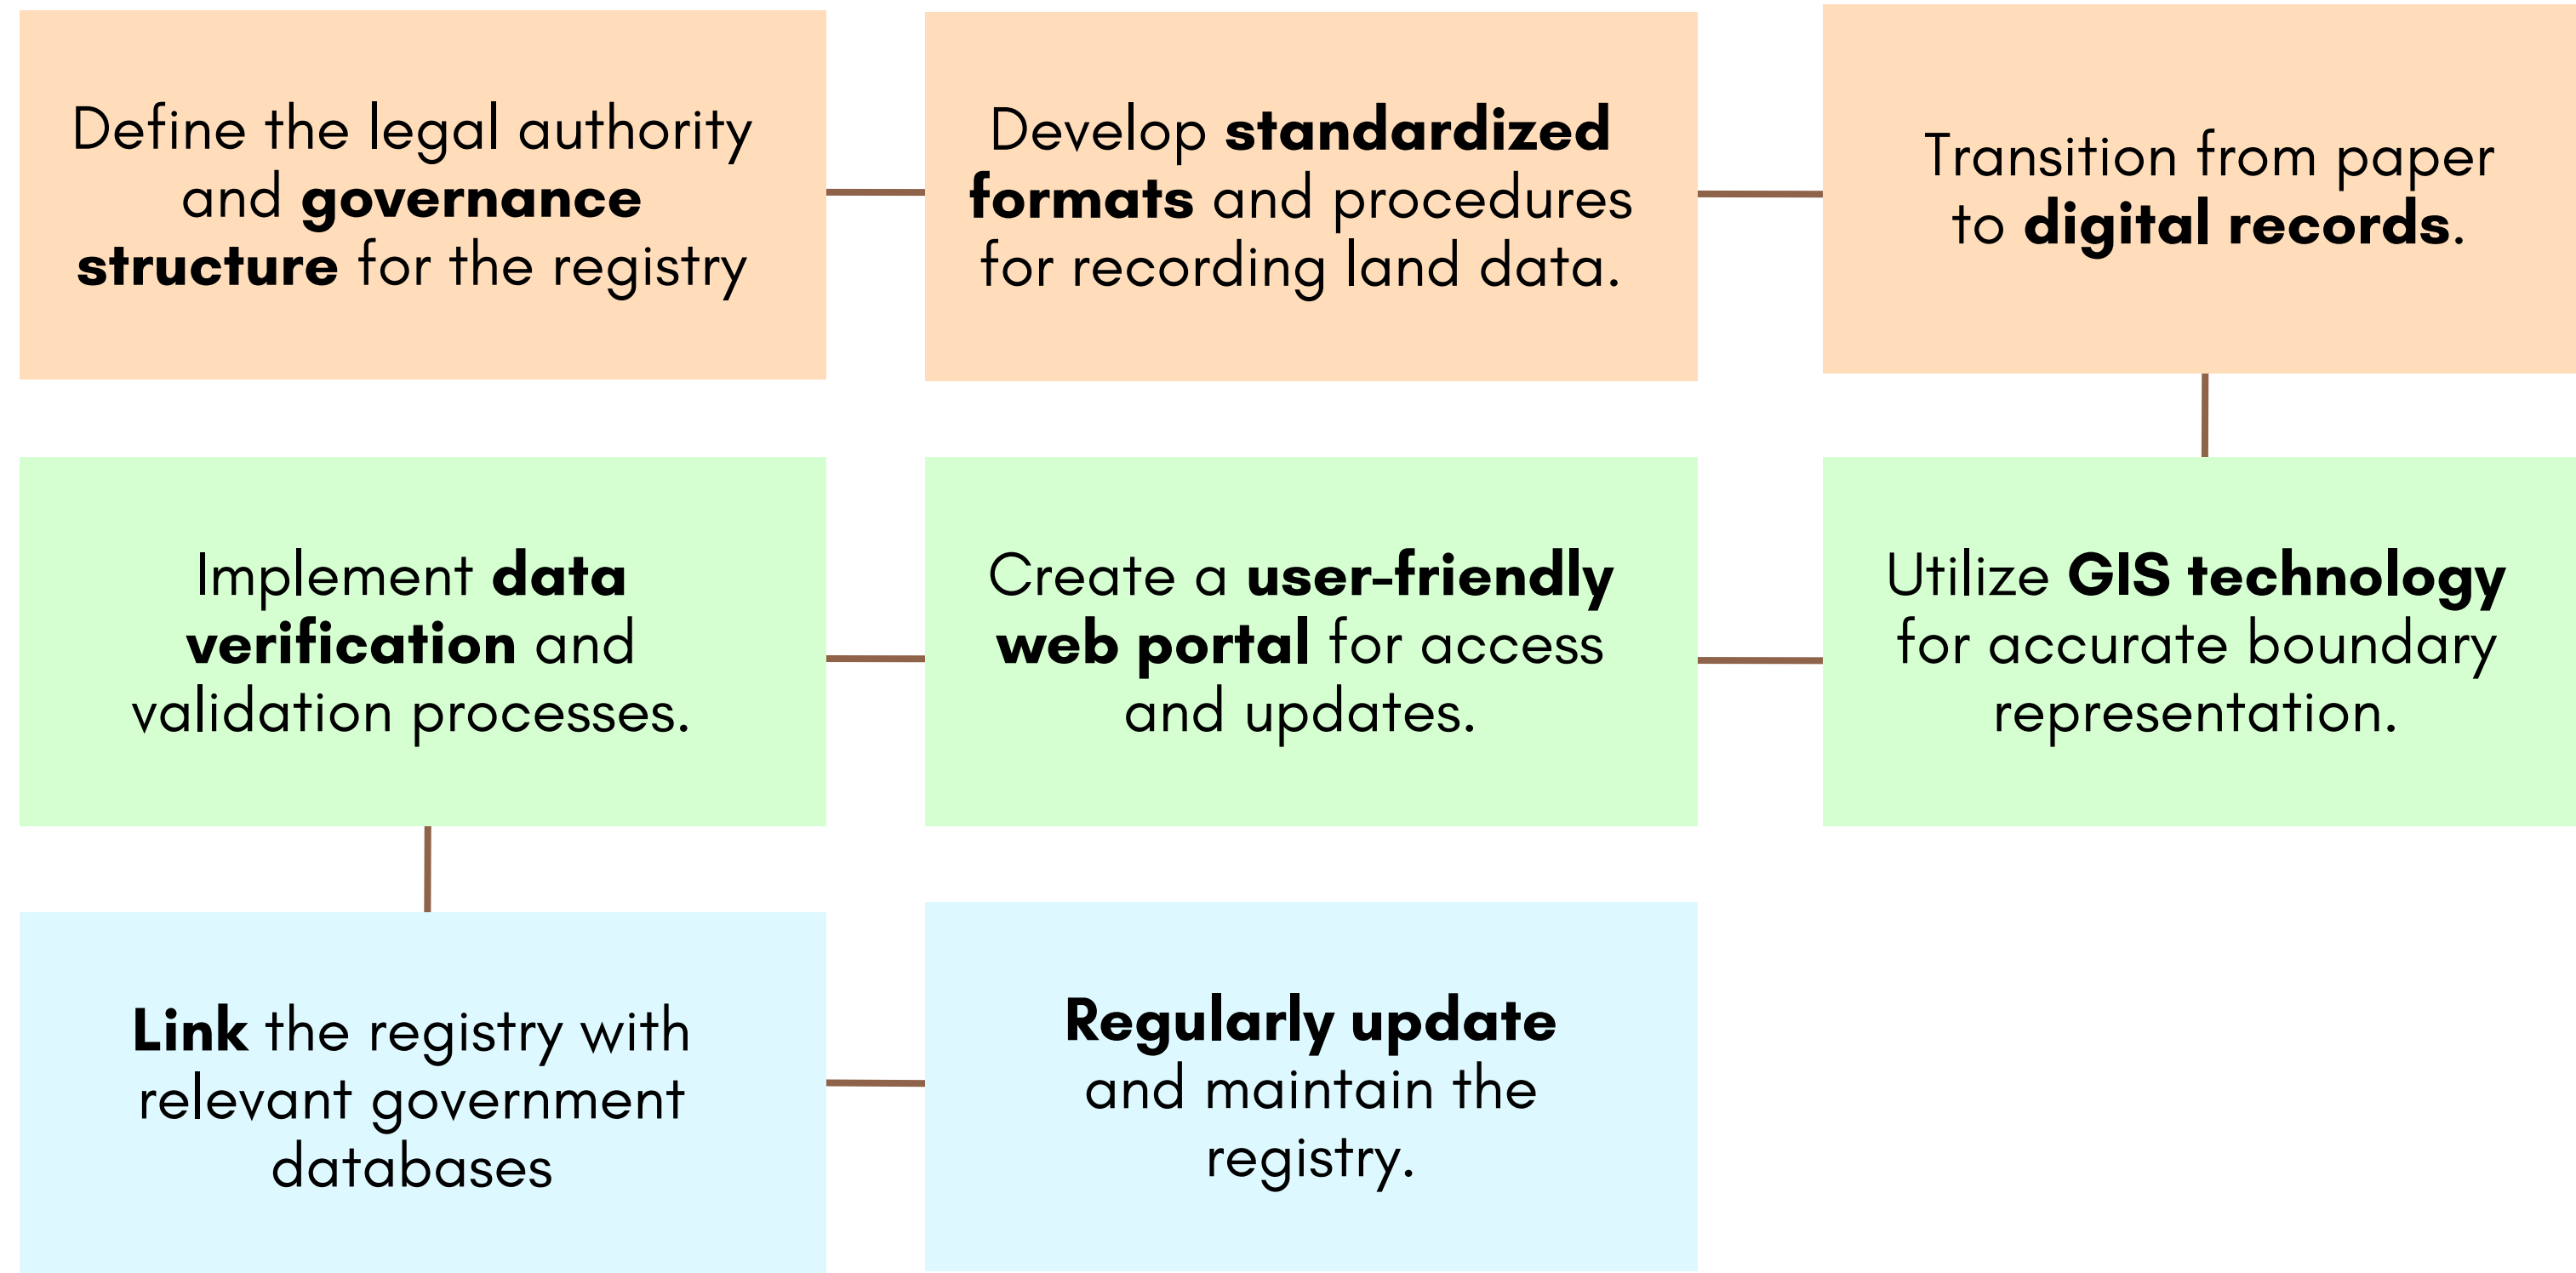 Define the legal authority
and governance
structure for the registry
Develop standardized
formats and procedures
for recording land data.
Transition from paper
to digital records.
Utilize GIS technology
for accurate boundary
representation.
Create a user-friendly
web portal for access
and updates.
Implement data
verification and
validation processes.
Link the registry with
relevant government
databases
Regularly update
and maintain the
registry.